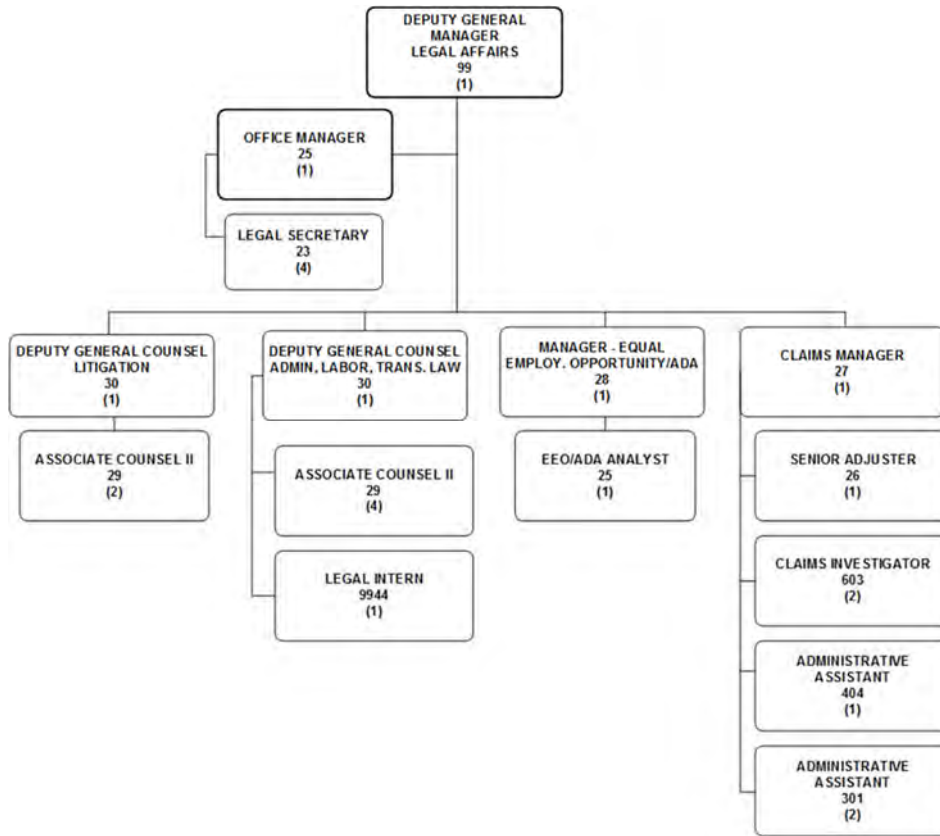 DEPUTY GENERAL
MANAGER
LEGAL AFFAIRS
99
(1)
OFFICE MANAGER
25
(1)
LEGAL SECRETARY
23
(4)
DEPUTY GENERAL COUNSEL
LITIGATION
30
(1)
ASSOCIATE COUNSEL II
29
(2)
DEPUTY GENERAL COUNSEL
ADMIN, LABOR, TRANS. LAW
30
(1)
ASSOCIATE COUNSEL II
29
(4)
LEGAL INTERN
9944
(1)
MANAGER - EQUAL
EMPLOY. OPPORTUNITY/ADA
28
(1)
EEO/ADA ANALYST
25
(1)
CLAIMS MANAGER
27
(1)
SENIOR ADJUSTER
26
(1)
CLAIMS INVESTIGATOR
603
(2)
ADMINISTRATIVE
ASSISTANT
404
(1)
ADMINISTRATIVE
ASSISTANT
301
(2)